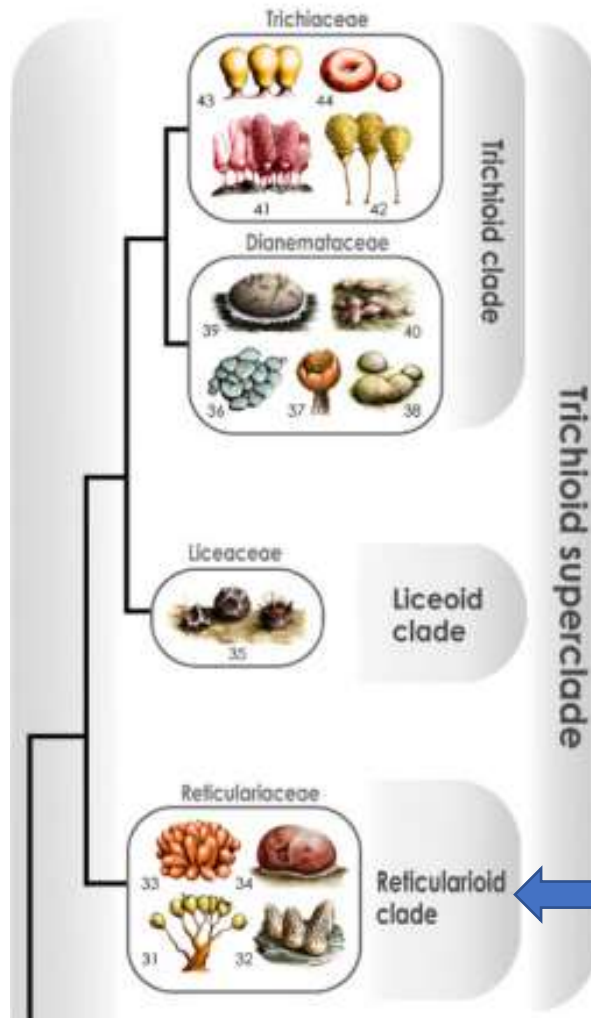 Trichiaceae
43
44
41
42
Trichioid clade
Dianemataceae
39
40
36
37
38
Trichioid superclade
Liceaceae
35
Liceoid
clade
Reticulariaceae
33
34
31
32
Reticularioid
clade